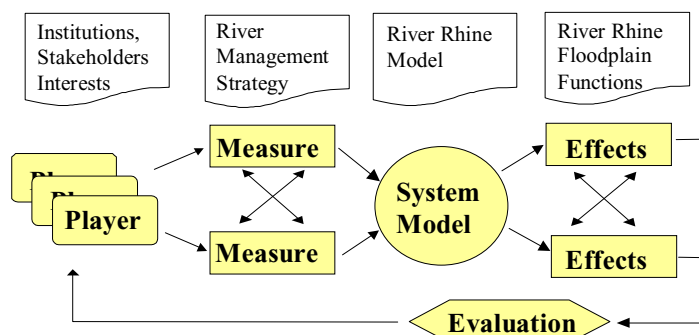 Institutions,
Stakeholders
Interests
River
Management
Strategy
River Rhine
Model
River Rhine
Floodplain
Functions
Player
Measure
Measure
System
Model
Effects
Effects
Evaluation